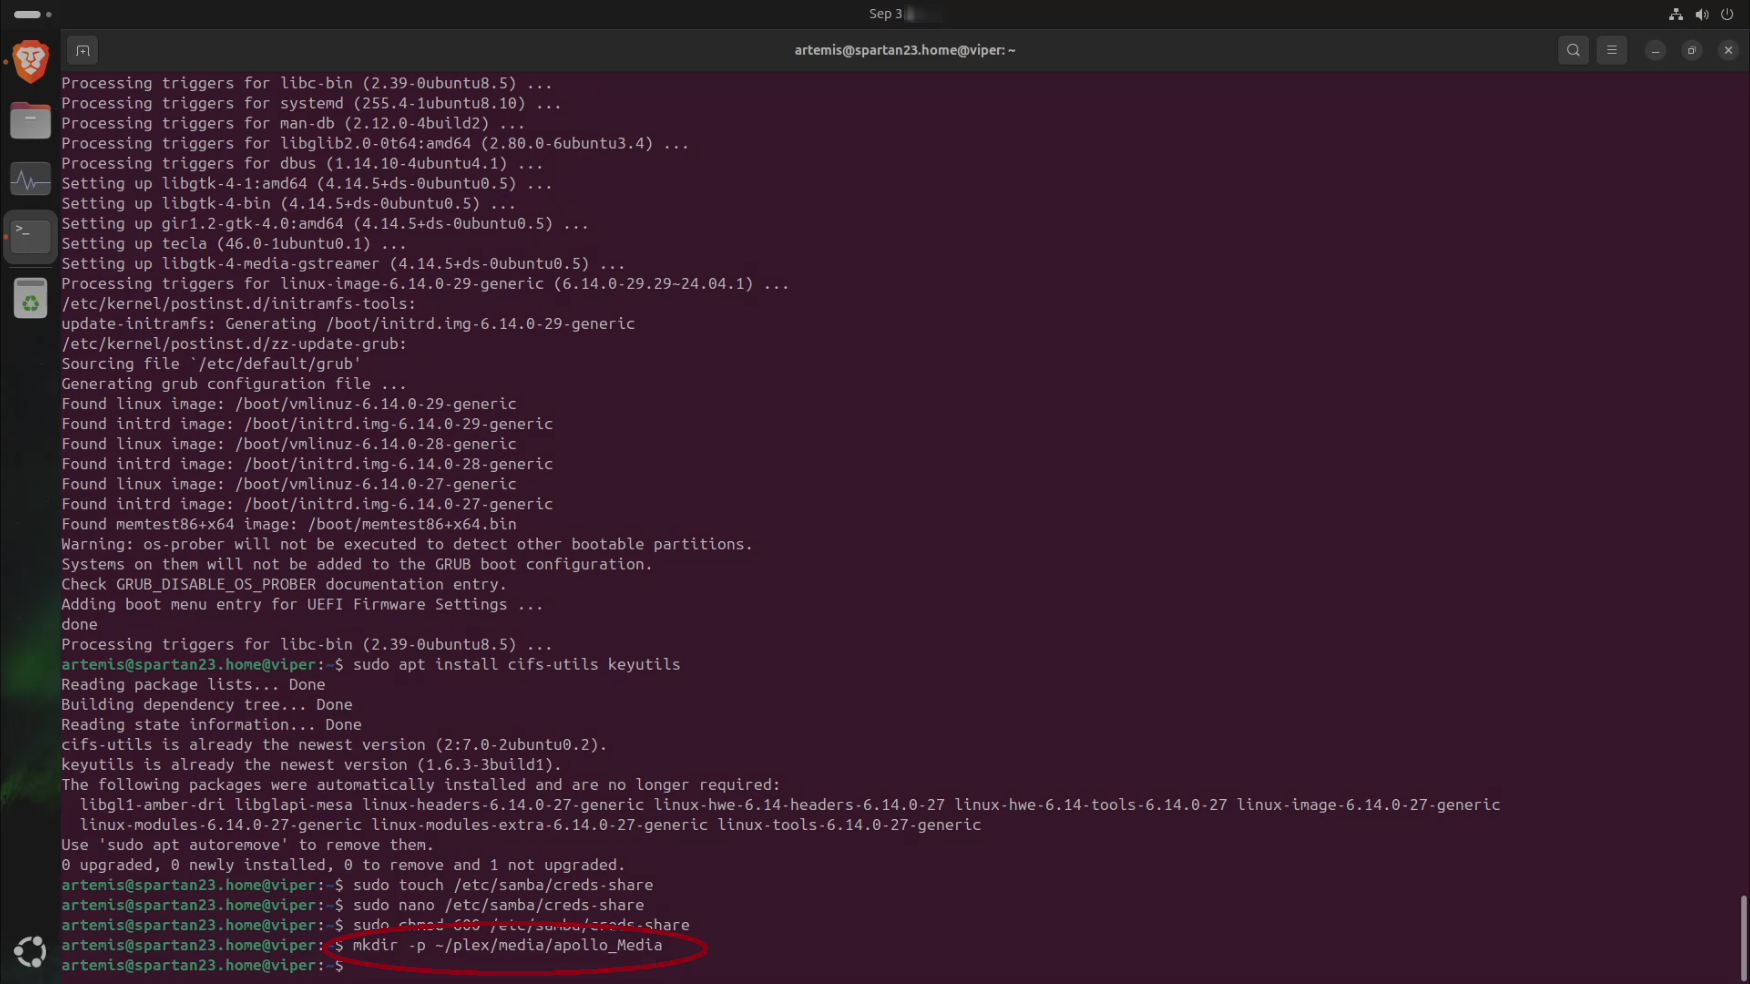 Sep 3
artemis@spartan23.home@viper: ~
Processing triggers for libc-bin (2.39-0ubuntu8.5) ...
Processing triggers for systemd (255.4-1ubuntu8.10) ...
Processing triggers for man-db (2.12.0-4build2) ...
Processing triggers for libglib2.0-0t64:amd64 (2.80.0-6ubuntu3.4) ...
Processing triggers for dbus (1.14.10-4ubuntu4.1) ...
Setting up libgtk-4-1:amd64 (4.14.5+ds-0ubuntu0.5) ...
Setting up libgtk-4-bin (4.14.5+ds-0ubuntu0.5) ...
Setting up gir1.2-gtk-4.0:amd64 (4.14.5+ds-0ubuntu0.5) ...
Setting up tecla (46.0-1ubuntu0.1) ...
Setting up libgtk-4-media-gstreamer (4.14.5+ds-0ubuntu0.5) ...
Processing triggers for linux-image-6.14.0-29-generic (6.14.0-29.29~24.04.1) ...
/etc/kernel/postinst.d/initramfs-tools:
update-initramfs: Generating /boot/initrd.img-6.14.0-29-generic
/etc/kernel/postinst.d/zz-update-grub:
Sourcing file `/etc/default/grub'
Generating grub configuration file ...
Found linux image: /boot/vmlinuz-6.14.0-29-generic
Found initrd image: /boot/initrd.img-6.14.0-29-generic
Found linux image: /boot/vmlinuz-6.14.0-28-generic
Found initrd image: /boot/initrd.img-6.14.0-28-generic
Found linux image: /boot/vmlinuz-6.14.0-27-generic
Found initrd image: /boot/initrd.img-6.14.0-27-generic
Found memtest86+x64 image: /boot/memtest86+x64.bin
Warning: os-prober will not be executed to detect other bootable partitions.
Systems on them will not be added to the GRUB boot configuration.
Check GRUB_DISABLE_OS_PROBER documentation entry.
Adding boot menu entry for UEFI Firmware Settings ...
done
Processing triggers for libc-bin (2.39-0ubuntu8.5) ...
artemis@spartan23.home@viper:~$ sudo apt install cifs-utils keyutils
Reading package lists... Done
Building dependency tree... Done
Reading state information... Done
cifs-utils is already the newest version (2:7.0-2ubuntu0.2).
keyutils is already the newest version (1.6.3-3build1).
The following packages were automatically installed and are no longer required:
  libgl1-amber-dri libglapi-mesa linux-headers-6.14.0-27-generic linux-hwe-6.14-headers-6.14.0-27 linux-hwe-6.14-tools-6.14.0-27 linux-image-6.14.0-27-generic
  linux-modules-6.14.0-27-generic linux-modules-extra-6.14.0-27-generic linux-tools-6.14.0-27-generic
Use 'sudo apt autoremove' to remove them.
0 upgraded, 0 newly installed, 0 to remove and 1 not upgraded.
artemis@spartan23.home@viper:~$ sudo touch /etc/samba/creds-share
artemis@spartan23.home@viper:~$ sudo nano /etc/samba/creds-share
artemis@spartan23.home@viper:~$ sudo chmod 600 /etc/samba/creds-share
artemis@spartan23.home@viper:~$ mkdir -p ~/plex/media/apollo_Media
artemis@spartan23.home@viper:~$